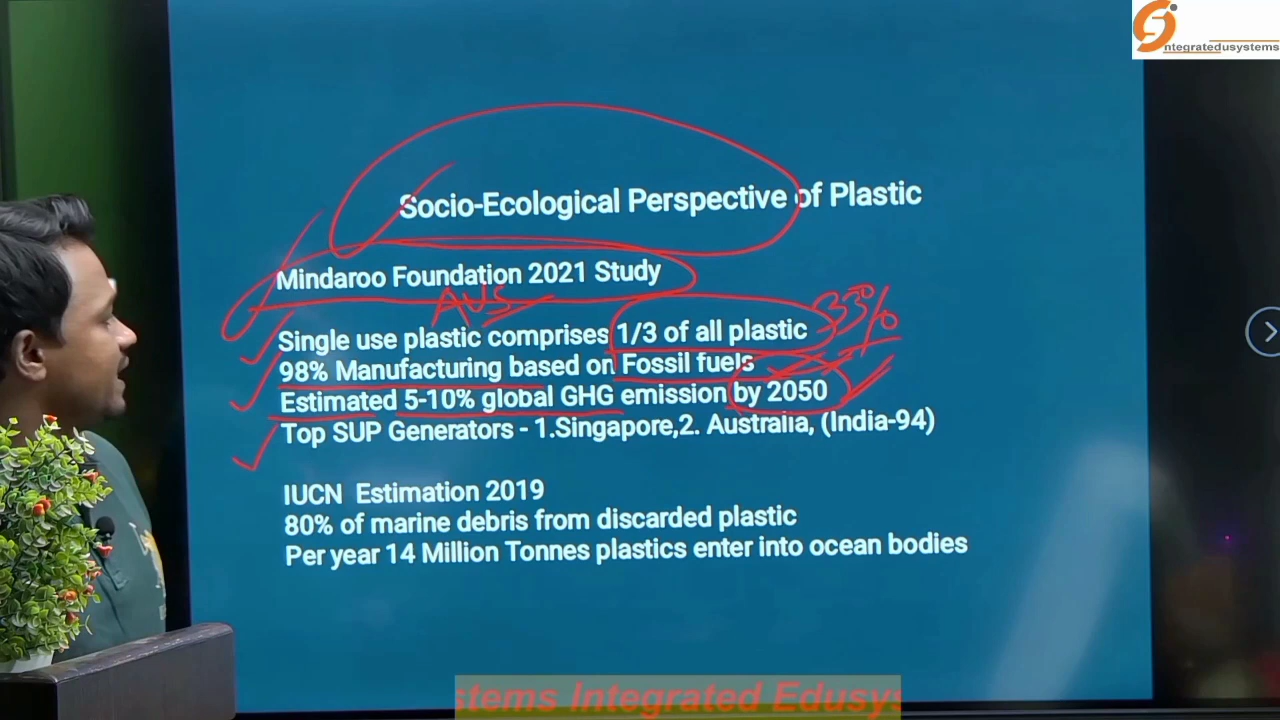 ntegratedusystems
Socio-Ecological Perspective of Plastic
Mindaroo Foundation 2021 Study
AUS
Single use plastic comprises 1/3 of all plastic 33%
98% Manufacturing based on Fossil fuels
Estimated 5-10% global GHG emission by 2050
Top SUP Generators - 1.Singapore,2. Australia, (India-94)
IUCN Estimation 2019
80% of marine debris from discarded plastic
Per year 14 Million Tonnes plastics enter into ocean bodies
stems Integrated Edusys